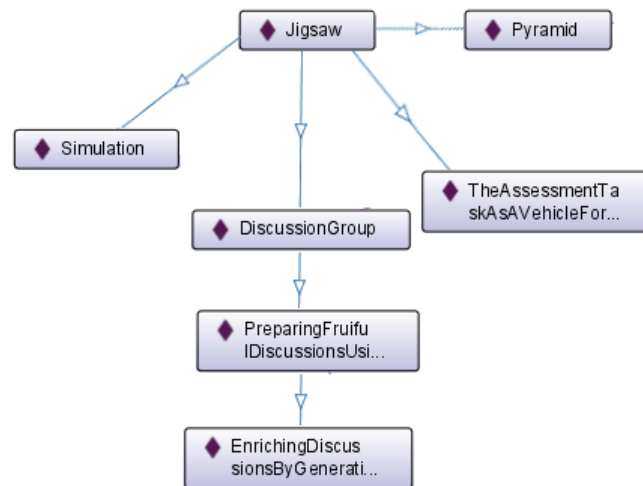 Jigsaw
Pyramid
Simulation
TheAssessmentTa
skAsAVehicleFor...
DiscussionGroup
PreparingFruifu
lDiscussionsUsi...
EnrichingDiscus
sionsByGenerati...